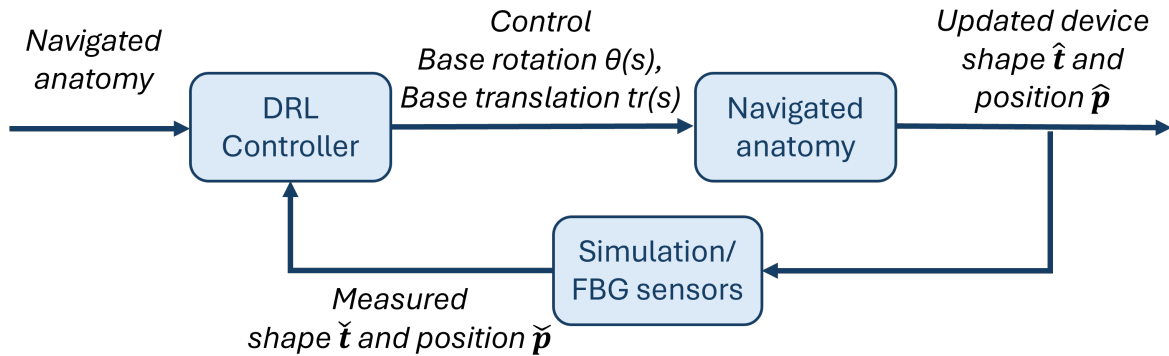 Navigated
anatomy
DRL
Controller
Control
Base rotation θ(s),
Base translation tr(s)
Navigated
anatomy
Updated device
shape t̂ and
position p̂
Simulation/
FBG sensors
Measured
shape ť and position p̌